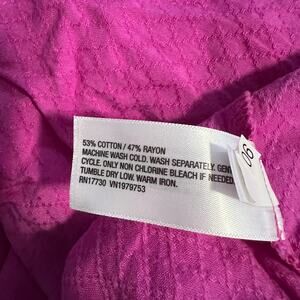 53% COTTON / 47% RAYON
MACHINE WASH COLD. WASH SEPARATELY.
CYCLE. ONLY NON CHLORINE BLEACH IF NEEDED.
TUMBLE DRY LOW. WARM IRON.
RN17730 VN1979753